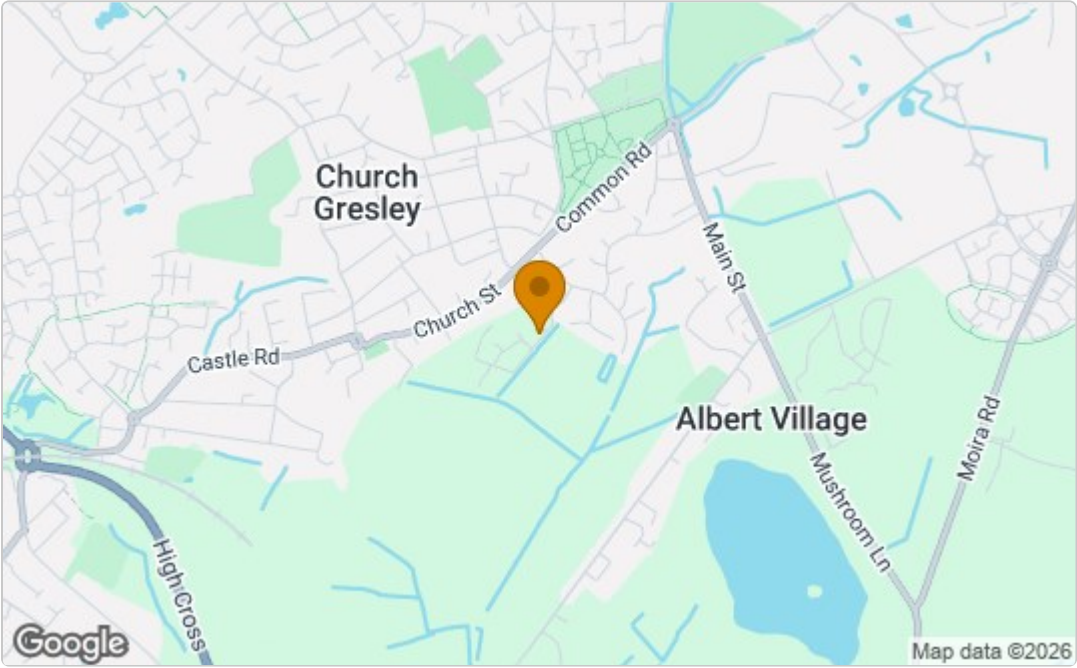 Church
Gresley
Common Rd
Main St
Church St
Castle Rd
Albert Village
Moira Rd
Mushroom Ln
High Cross
Google
Map data ©2026